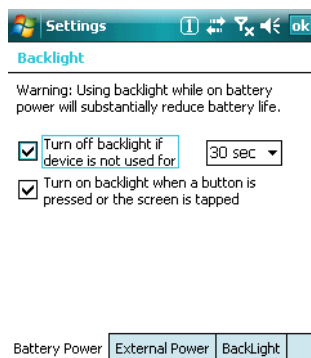 Settings 1 ok
Backlight
Warning: Using backlight while on battery
power will substantially reduce battery life.
Turn off backlight if
device is not used for
30 sec
Turn on backlight when a button is
pressed or the screen is tapped
Battery Power External Power BackLight